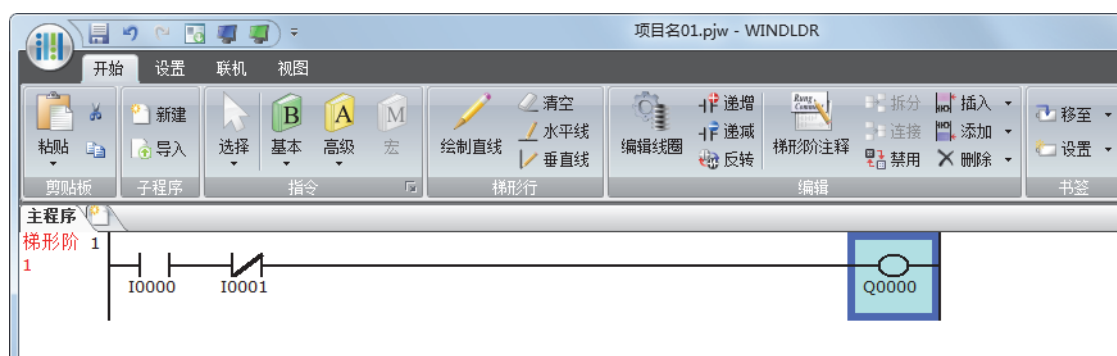 项目名01.pjw - WINDLDR
开始 设置 联机 视图
粘贴 新建 导入 选择 B 基本 A 高级 M 宏 绘制直线 清空 水平线 垂直线 编辑线圈 递增 递减 反转 Rung Comment 梯形阶注释 拆分 连接 禁用 插入 添加 删除 移至 设置
剪贴板 子程序 指令 梯形行 编辑 书签
主程序
梯形阶 1
1
I0000 I0001 Q0000